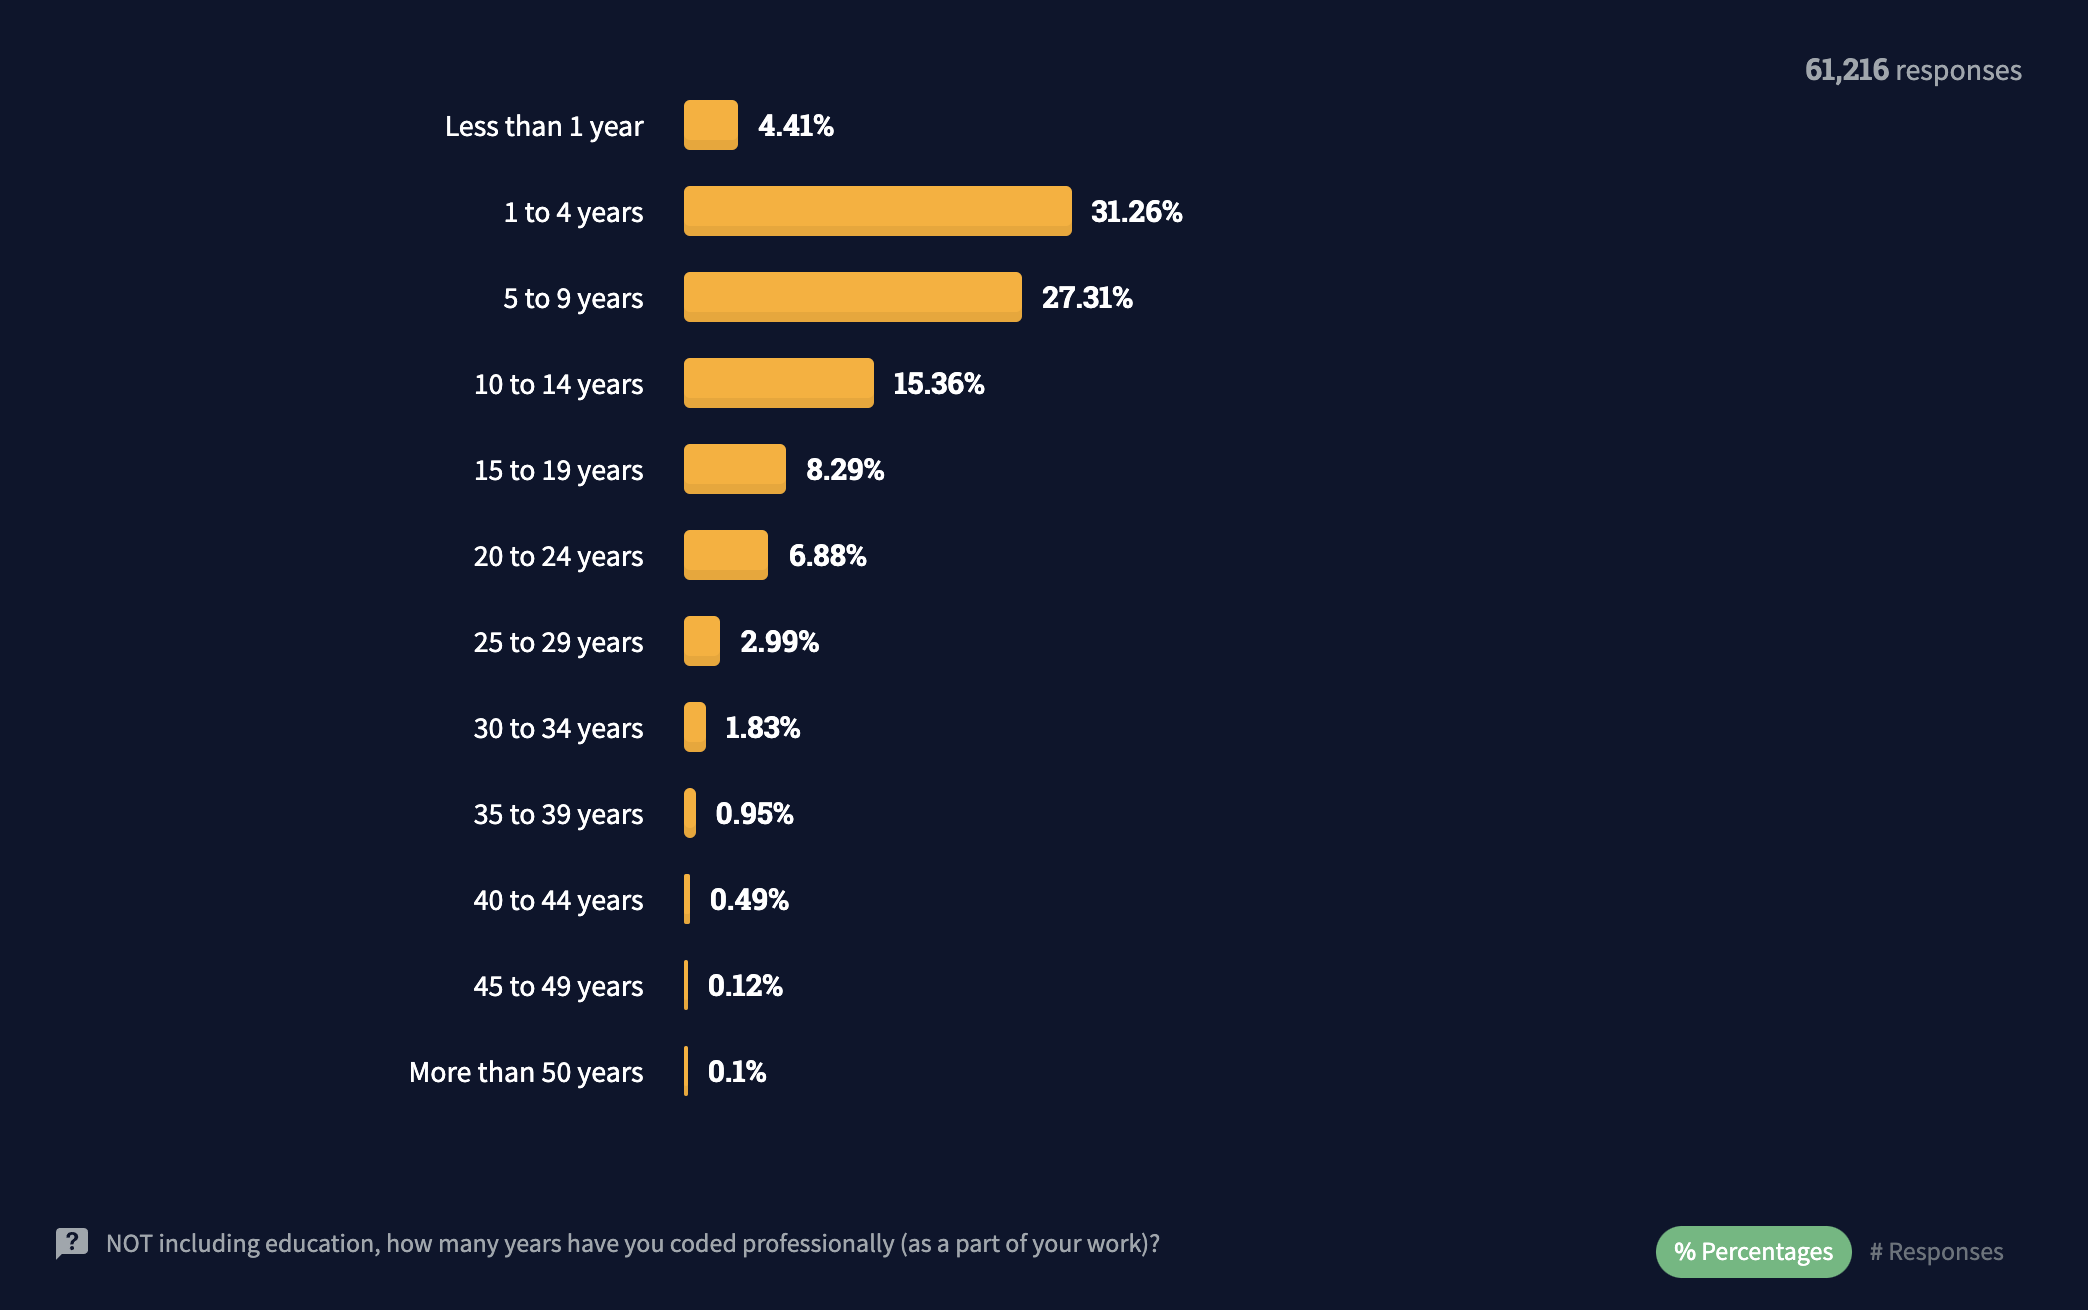 61,216 responses
Less than 1 year 4.41%
1 to 4 years 31.26%
5 to 9 years 27.31%
10 to 14 years 15.36%
15 to 19 years 8.29%
20 to 24 years 6.88%
25 to 29 years 2.99%
30 to 34 years 1.83%
35 to 39 years 0.95%
40 to 44 years 0.49%
45 to 49 years 0.12%
More than 50 years 0.1%
? NOT including education, how many years have you coded professionally (as a part of your work)?
% Percentages # Responses